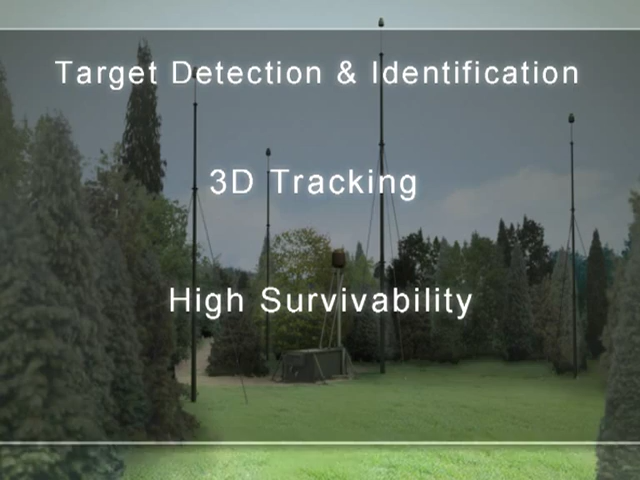 Target Detection & Identification
3D Tracking
High Survivability